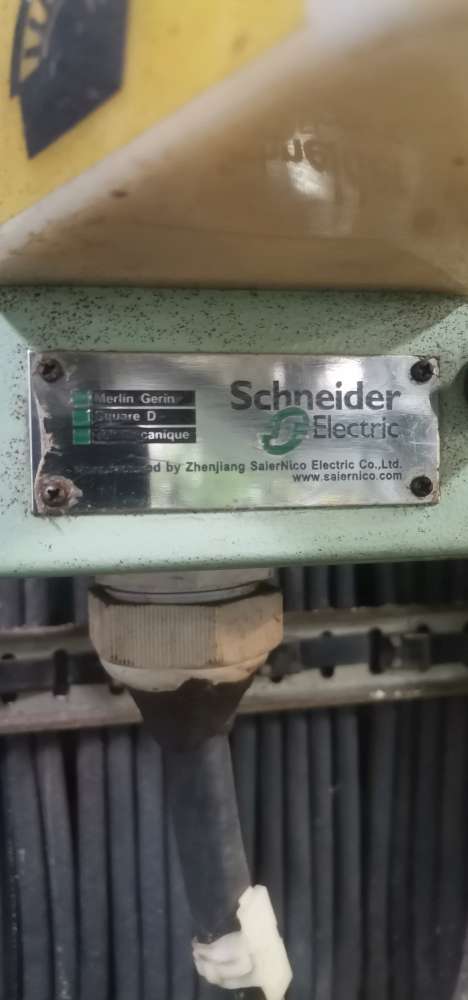 Merlin Gerin
Square D
Schneider
Electric
by Zhenjiang SaierNico Electric Co.,Ltd.
www.saiernico.com